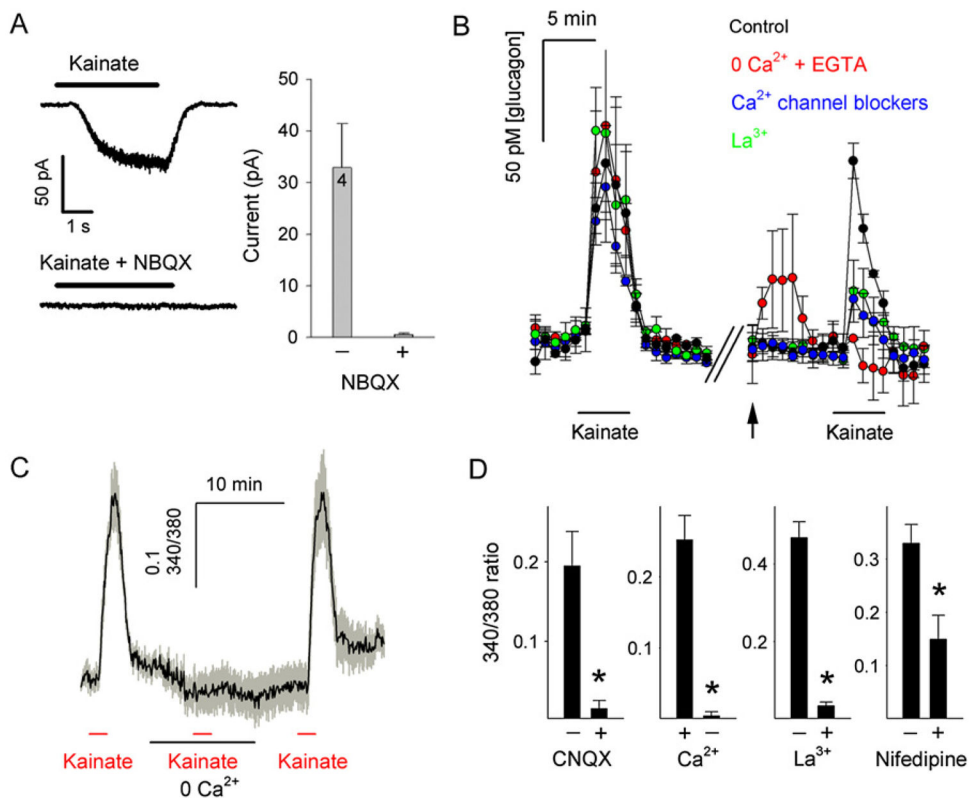 A
Kainate
50 pA
1 s
Kainate + NBQX
Current (pA)
50
40
30
20
10
0
4
− +
NBQX
B
5 min
50 pM [glucagon]
Control
0 Ca²⁺ + EGTA
Ca²⁺ channel blockers
La³⁺
Kainate
Kainate
C
10 min
0.1
340/380
Kainate
Kainate
Kainate
0 Ca²⁺
D
340/380 ratio
0.2
0.1
*
− +
CNQX
0.2
0.1
*
+ −
Ca²⁺
0.4
0.2
*
− +
La³⁺
0.3
0.1
*
− +
Nifedipine